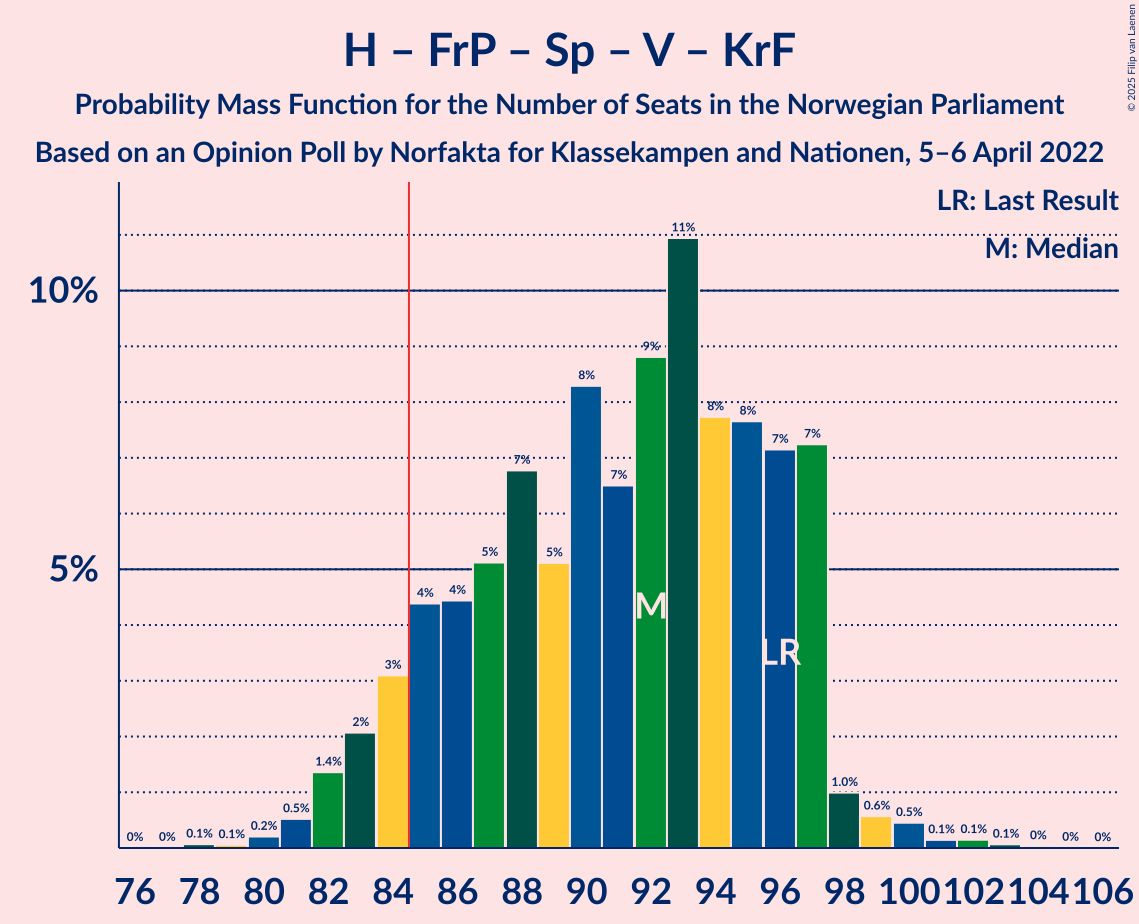 H – FrP – Sp – V – KrF
Probability Mass Function for the Number of Seats in the Norwegian Parliament
Based on an Opinion Poll by Norfakta for Klassekampen and Nationen, 5–6 April 2022
© 2025 Filip van Laenen
LR: Last Result
M: Median
10%
5%
0% 0% 0.1% 0.1% 0.2% 0.5% 1.4% 2% 3% 4% 4% 5% 7% 5% 8% 7% 9% 11% 8% 8% 7% 7% 1.0% 0.6% 0.5% 0.1% 0.1% 0.1% 0% 0% 0%
M
LR
76 78 80 82 84 86 88 90 92 94 96 98 100 102 104 106